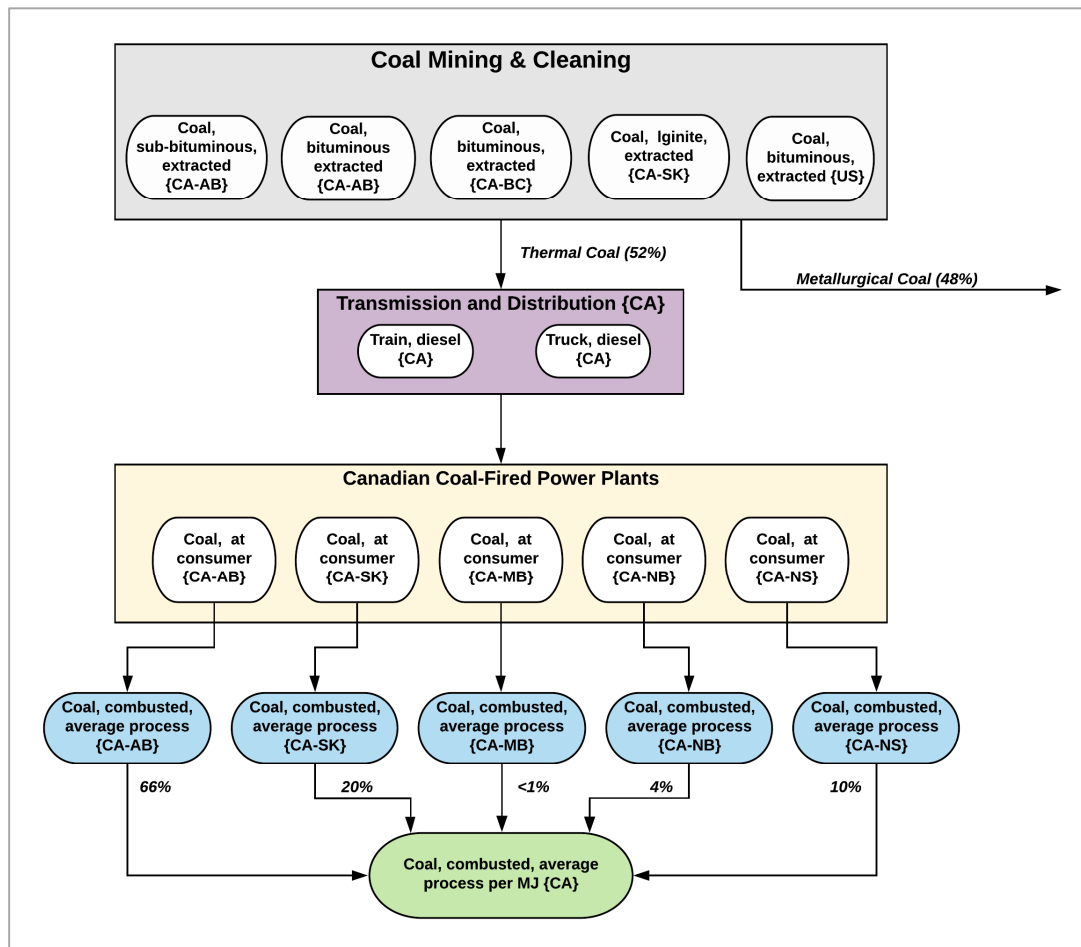 Coal Mining & Cleaning
Coal,
sub-bituminous,
extracted
{CA-AB}
Coal,
bituminous
extracted
{CA-AB}
Coal,
bituminous,
extracted
{CA-BC}
Coal, Iginite,
extracted
{CA-SK}
Coal,
bituminous,
extracted {US}
Thermal Coal (52%)
Metallurgical Coal (48%)
Transmission and Distribution {CA}
Train, diesel
{CA}
Truck, diesel
{CA}
Canadian Coal-Fired Power Plants
Coal, at
consumer
{CA-AB}
Coal, at
consumer
{CA-SK}
Coal, at
consumer
{CA-MB}
Coal, at
consumer
{CA-NB}
Coal, at
consumer
{CA-NS}
Coal, combusted,
average process
{CA-AB}
Coal, combusted,
average process
{CA-SK}
Coal, combusted,
average process
{CA-MB}
Coal, combusted,
average process
{CA-NB}
Coal, combusted,
average process
{CA-NS}
66%
20%
<1%
4%
10%
Coal, combusted, average
process per MJ {CA}